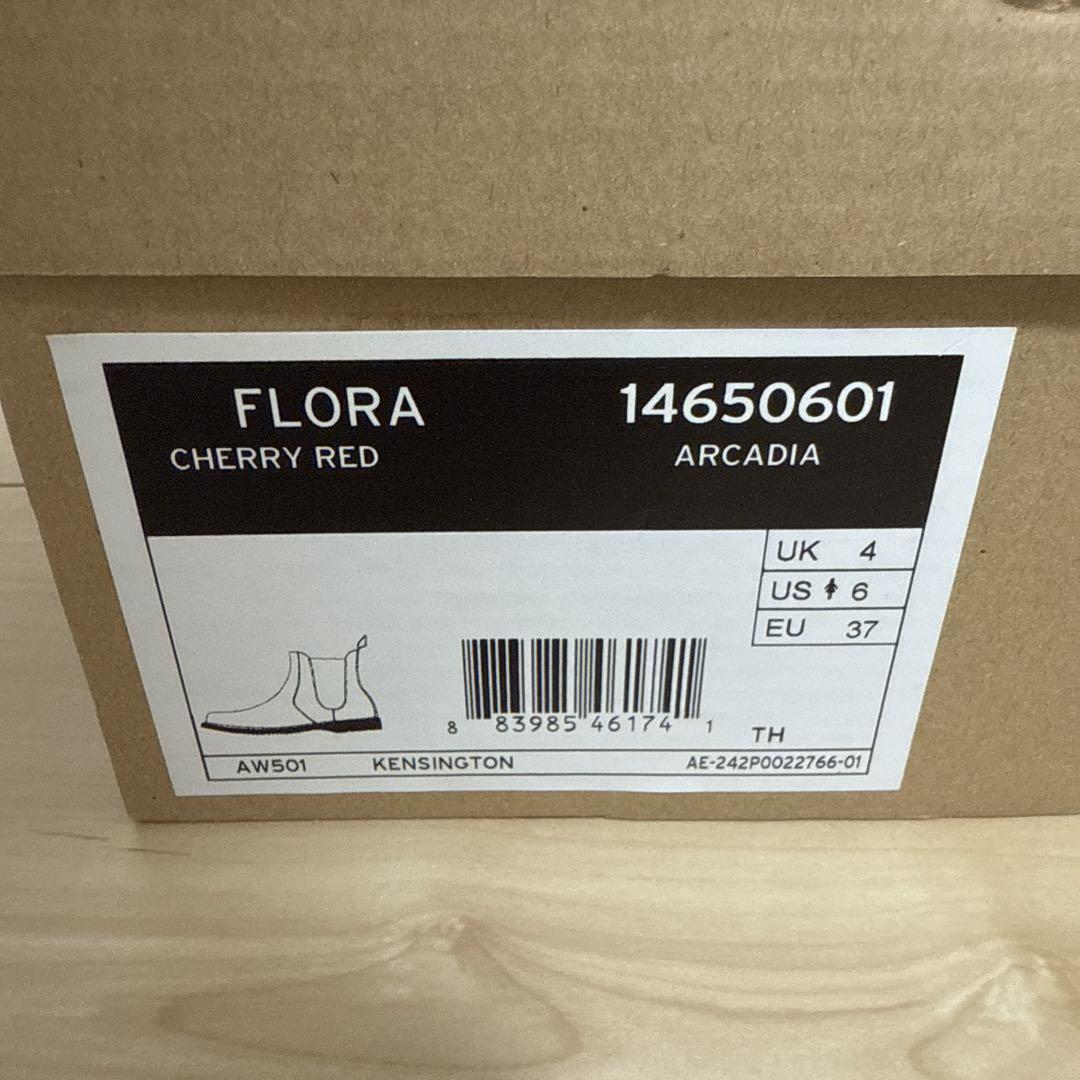 FLORA 14650601
CHERRY RED ARCADIA
UK 4
US 6
EU 37
8 83985 46174 1
TH
AW501 KENSINGTON AE-242P0022766-01